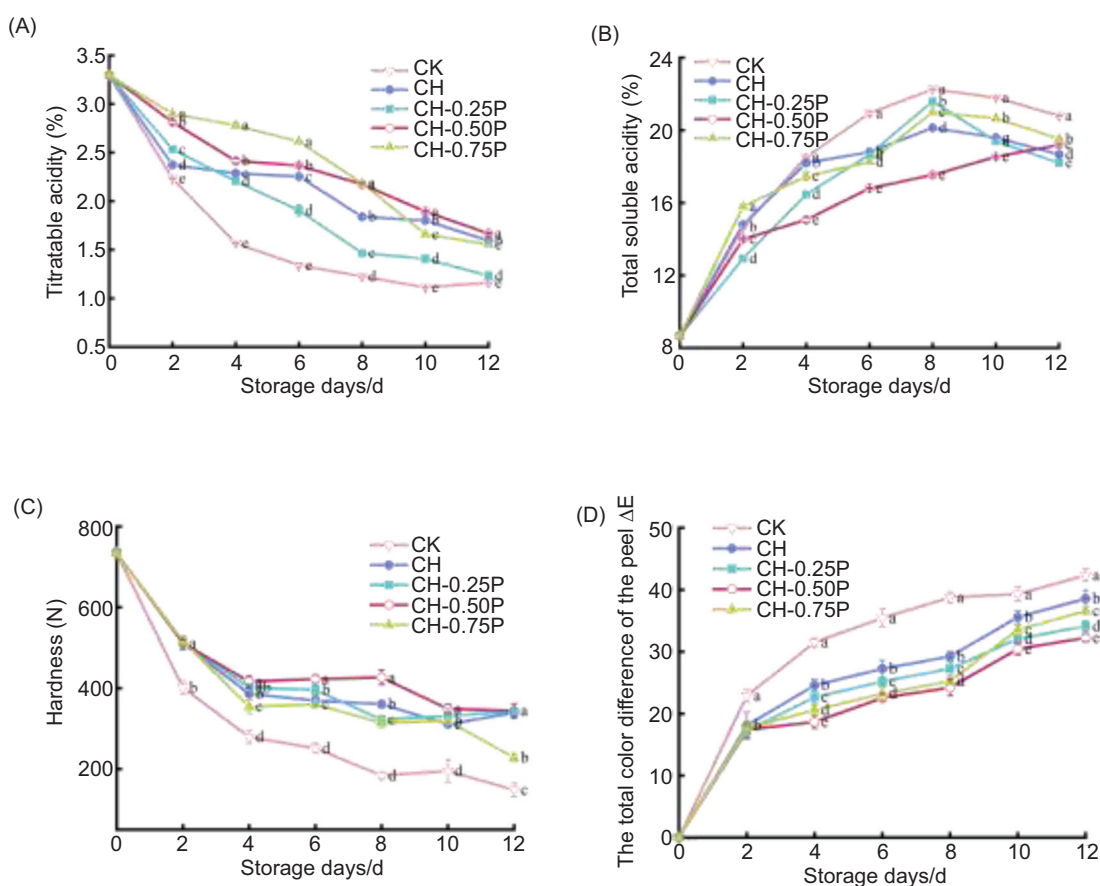 (A)
Titratable acidity (%)
3.5
3.0
2.5
2.0
1.5
1.0
0.5
0 2 4 6 8 10 12
Storage days/d
CK
CH
CH-0.25P
CH-0.50P
CH-0.75P
(B)
Total soluble acidity (%)
24
20
16
12
8
0 2 4 6 8 10 12
Storage days/d
CK
CH
CH-0.25P
CH-0.50P
CH-0.75P
(C)
Hardness (N)
800
600
400
200
0 2 4 6 8 10 12
Storage days/d
CK
CH
CH-0.25P
CH-0.50P
CH-0.75P
(D)
The total color difference of the peel ΔE
50
40
30
20
10
0
0 2 4 6 8 10 12
Storage days/d
CK
CH
CH-0.25P
CH-0.50P
CH-0.75P